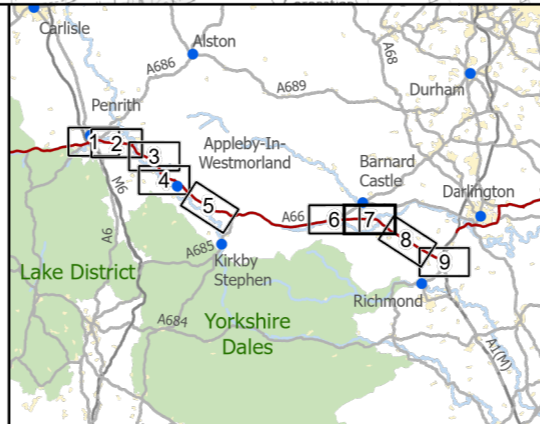 Carlisle
Alston
A686
A68
A689
Durham
Penrith
Appleby-In-
Westmorland
Barnard
Castle
Darlington
1
2
3
4
5
6
7
8
9
M6
A66
A6
A685
Kirkby
Stephen
Lake District
Richmond
A684
Yorkshire
Dales
A1(M)